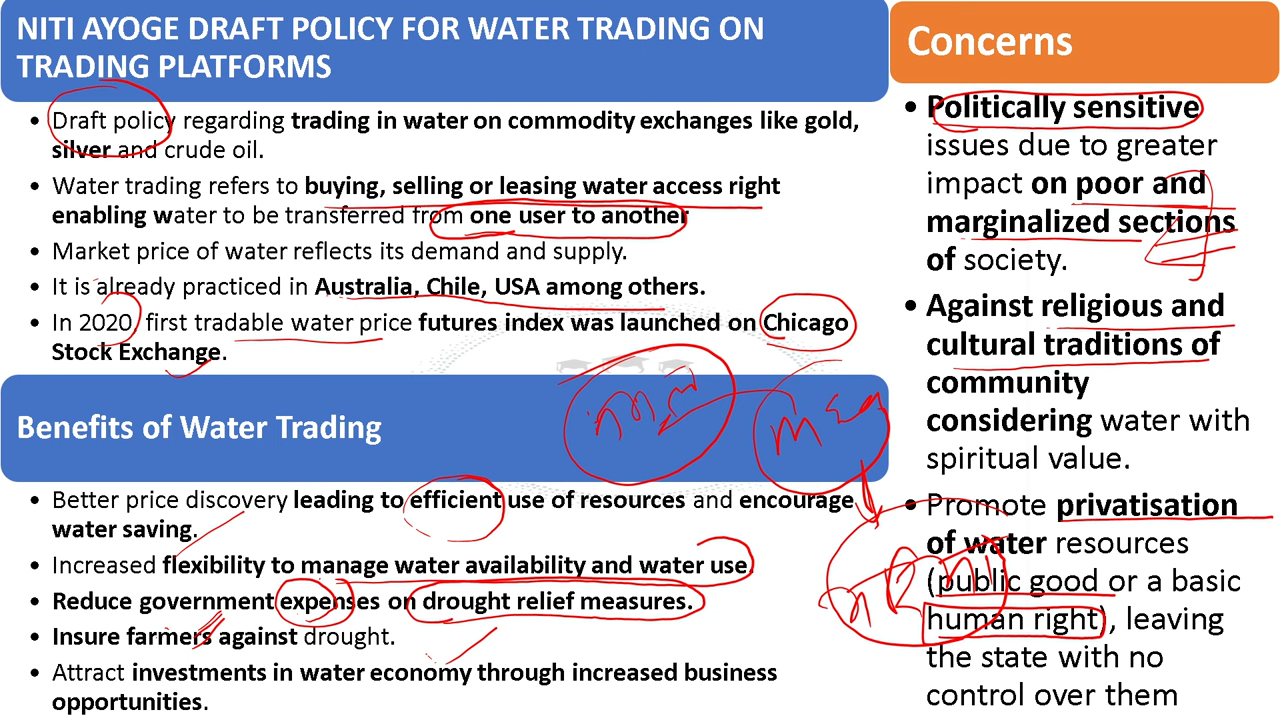 NITI AYOGE DRAFT POLICY FOR WATER TRADING ON
TRADING PLATFORMS
• Draft policy regarding trading in water on commodity exchanges like gold,
silver and crude oil.
• Water trading refers to buying, selling or leasing water access right
enabling water to be transferred from one user to another
• Market price of water reflects its demand and supply.
• It is already practiced in Australia, Chile, USA among others.
• In 2020, first tradable water price futures index was launched on Chicago
Stock Exchange.
Benefits of Water Trading
• Better price discovery leading to efficient use of resources and encourage
water saving.
• Increased flexibility to manage water availability and water use.
• Reduce government expenses on drought relief measures.
• Insure farmers against drought.
• Attract investments in water economy through increased business
opportunities.
Concerns
• Politically sensitive
issues due to greater
impact on poor and
marginalized sections
of society.
• Against religious and
cultural traditions of
community
considering water with
spiritual value.
• Promote privatisation
of water resources
(public good or a basic
human right), leaving
the state with no
control over them